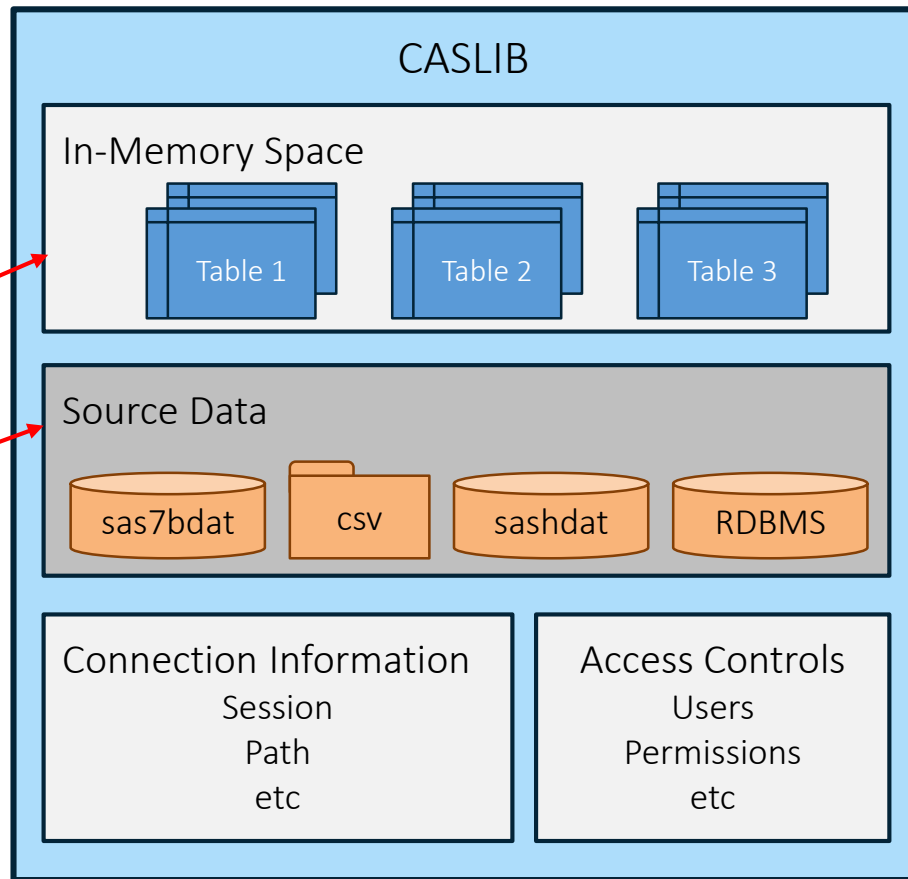 CASLIB
In-Memory Space
Table 1
Table 2
Table 3
Source Data
sas7bdat
csv
sashdat
RDBMS
Connection Information
Session
Path
etc
Access Controls
Users
Permissions
etc